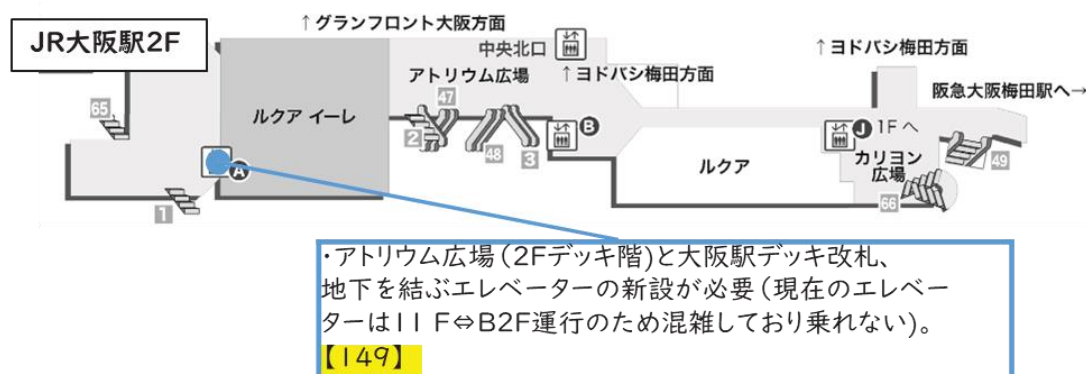 JR大阪駅2F
↑グランフロント大阪方面
中央北口
↑ヨドバシ梅田方面
アトリウム広場
↑ヨドバシ梅田方面
阪急大阪梅田駅へ→
65
ルクア イーレ
47
2
48
3
B
J 1Fへ
ルクア
カリヨン
広場
49
A
1
66
・アトリウム広場(2Fデッキ階)と大阪駅デッキ改札、
地下を結ぶエレベーターの新設が必要(現在のエレベー
ターは11F⇔B2F運行のため混雑しており乗れない)。
【149】